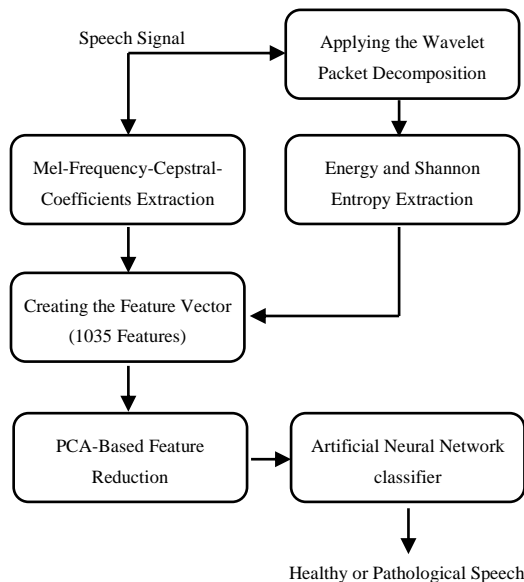 Speech Signal
Applying the Wavelet
Packet Decomposition
Mel-Frequency-Cepstral-
Coefficients Extraction
Energy and Shannon
Entropy Extraction
Creating the Feature Vector
(1035 Features)
PCA-Based Feature
Reduction
Artificial Neural Network
classifier
Healthy or Pathological Speech